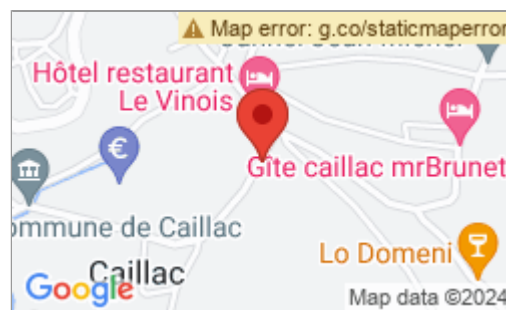 Map error: g.co/staticmaperror
Hôtel restaurant
Le Vinois
€
Gîte caillac mrBrunet
ommune de Caillac
Lo Domeni
Caillac
Google
Map data ©2024